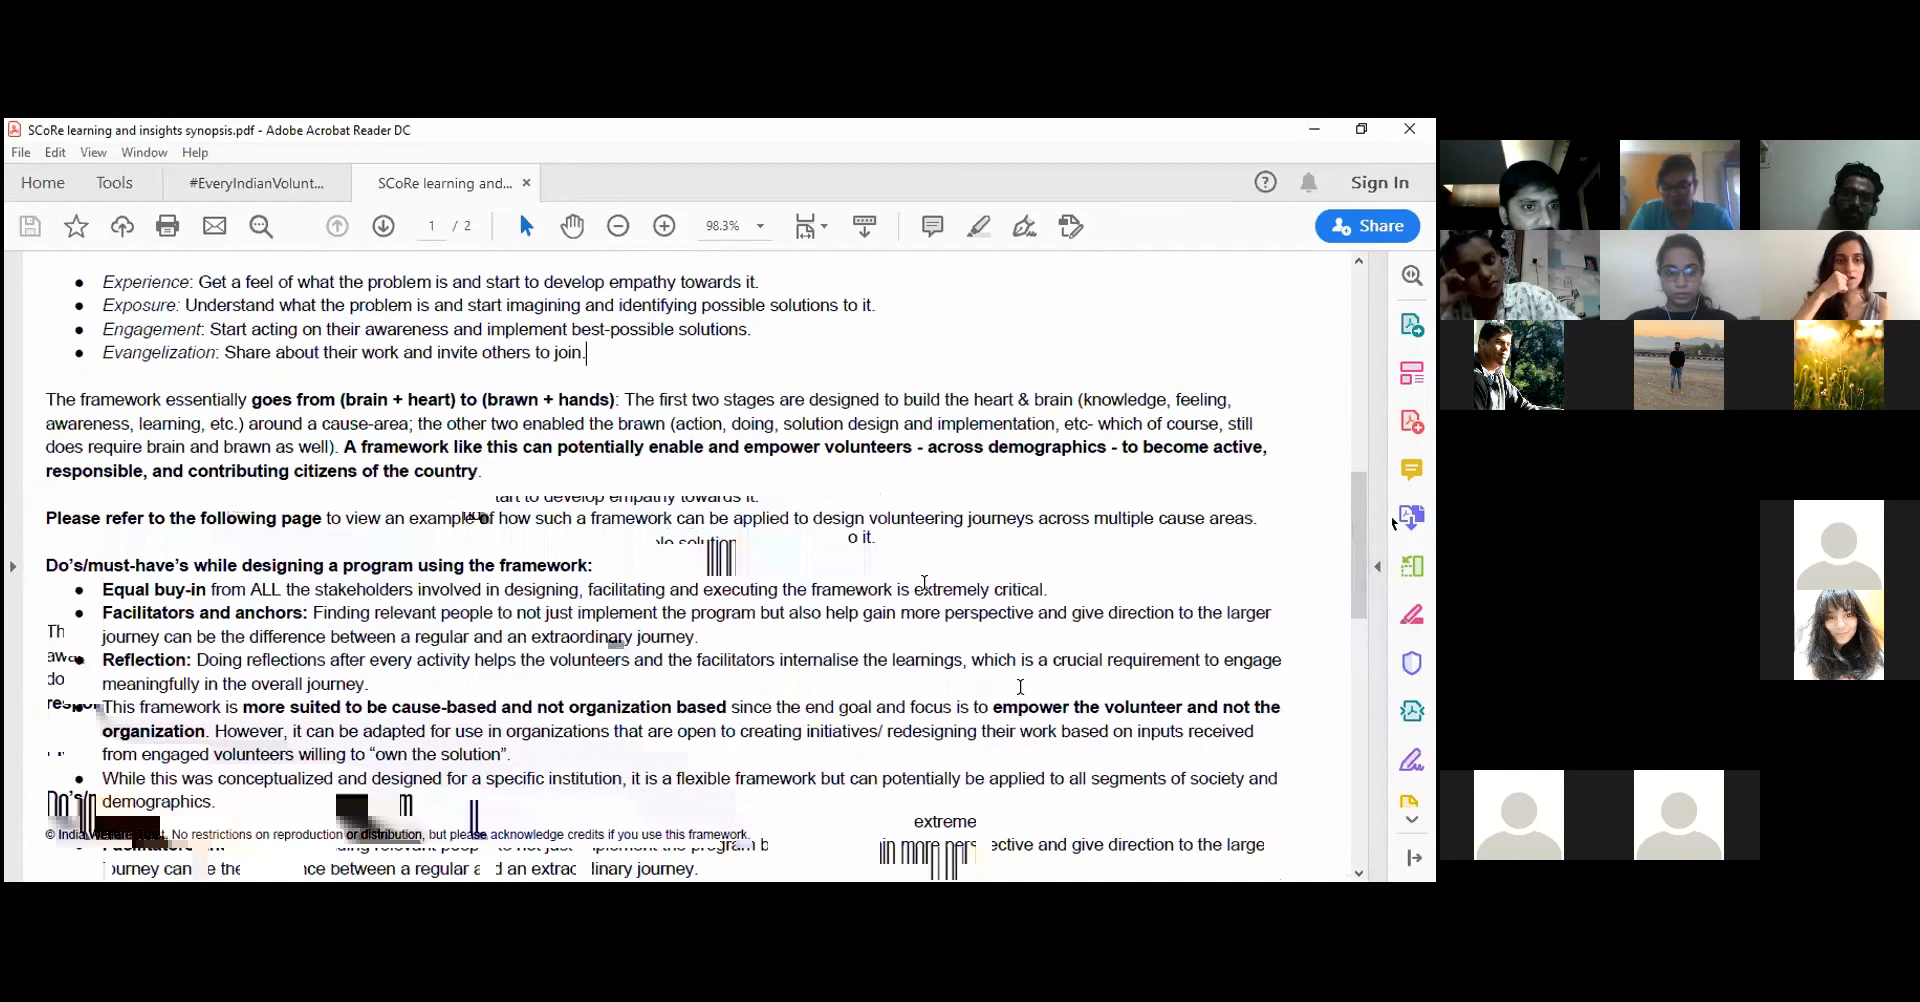 SCoRe learning and insights synopsis.pdf - Adobe Acrobat Reader DC
File Edit View Window Help
Home Tools #EveryIndianVolunt... SCoRe learning and... × Sign In
1 / 2 98.3% Share
● Experience: Get a feel of what the problem is and start to develop empathy towards it.
● Exposure: Understand what the problem is and start imagining and identifying possible solutions to it.
● Engagement: Start acting on their awareness and implement best-possible solutions.
● Evangelization: Share about their work and invite others to join.
The framework essentially goes from (brain + heart) to (brawn + hands): The first two stages are designed to build the heart & brain (knowledge, feeling,
awareness, learning, etc.) around a cause-area; the other two enabled the brawn (action, doing, solution design and implementation, etc- which of course, still
does require brain and brawn as well). A framework like this can potentially enable and empower volunteers - across demographics - to become active,
responsible, and contributing citizens of the country.
tart to develop empathy towards it.
Please refer to the following page to view an example of how such a framework can be applied to design volunteering journeys across multiple cause areas.
o it.
Do's/must-have's while designing a program using the framework:
● Equal buy-in from ALL the stakeholders involved in designing, facilitating and executing the framework is extremely critical.
● Facilitators and anchors: Finding relevant people to not just implement the program but also help gain more perspective and give direction to the larger
journey can be the difference between a regular and an extraordinary journey.
Th
● Reflection: Doing reflections after every activity helps the volunteers and the facilitators internalise the learnings, which is a crucial requirement to engage
meaningfully in the overall journey.
do
● This framework is more suited to be cause-based and not organization based since the end goal and focus is to empower the volunteer and not the
organization. However, it can be adapted for use in organizations that are open to creating initiatives/ redesigning their work based on inputs received
from engaged volunteers willing to “own the solution”.
● While this was conceptualized and designed for a specific institution, it is a flexible framework but can potentially be applied to all segments of society and
demographics.
extreme
© India Welfare Trust. No restrictions on reproduction or distribution, but please acknowledge credits if you use this framework.
ective and give direction to the large
between a regular linary journey.